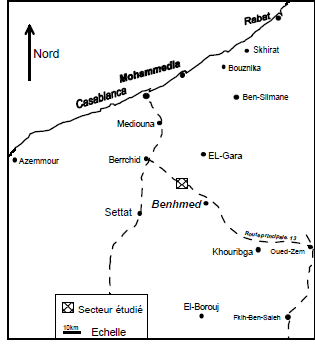 Rabat
Nord
Skhirat
Mohammedia
Bouznika
Casablanca
Ben-Slimane
Mediouna
Azemmour
Berrchid
EL-Gara
Benhmed
Settat
Route principale 13
Khouribga
Oued-Zem
Secteur étudié
10km
Echelle
El-Borouj
Fkih-Ben-Saleh